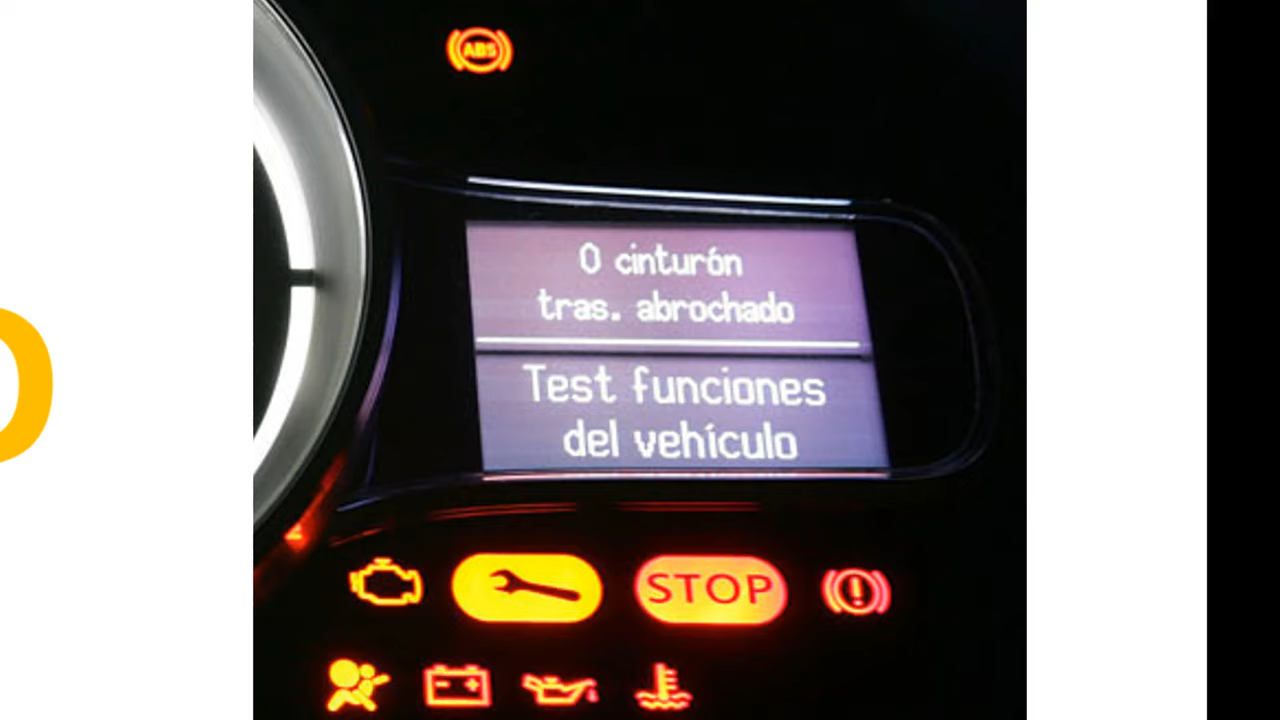 ABS
0 cinturón
tras. abrochado
Test funciones
del vehículo
STOP